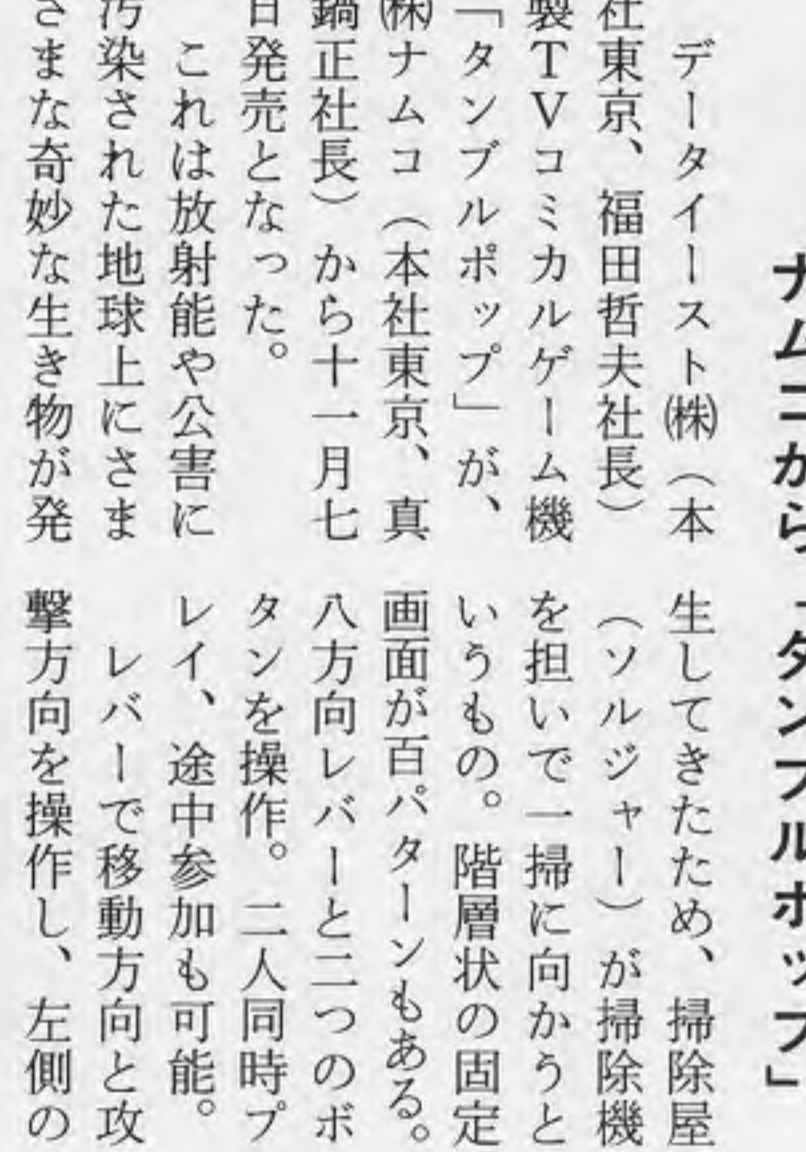 ナムコから「タンブルポップ」
データイースト㈱（本
社東京、福田哲夫社長）
製TVコミカルゲーム機
「タンブルポップ」が、
㈱ナムコ（本社東京、真
鍋正社長）から十一月七
日発売となった。
これは放射能や公害に
汚染された地球上にさま
ざまな奇妙な生き物が発
生してきたため、掃除屋
（ソルジャー）が掃除機
を担いで一掃に向かうと
いうもの。階層状の固定
画面が百パターンもある。
八方向レバーと二つのボ
タンを操作。二人同時プ
レイ、途中参加も可能。
レバーで移動方向と攻
撃方向を操作し、左側の